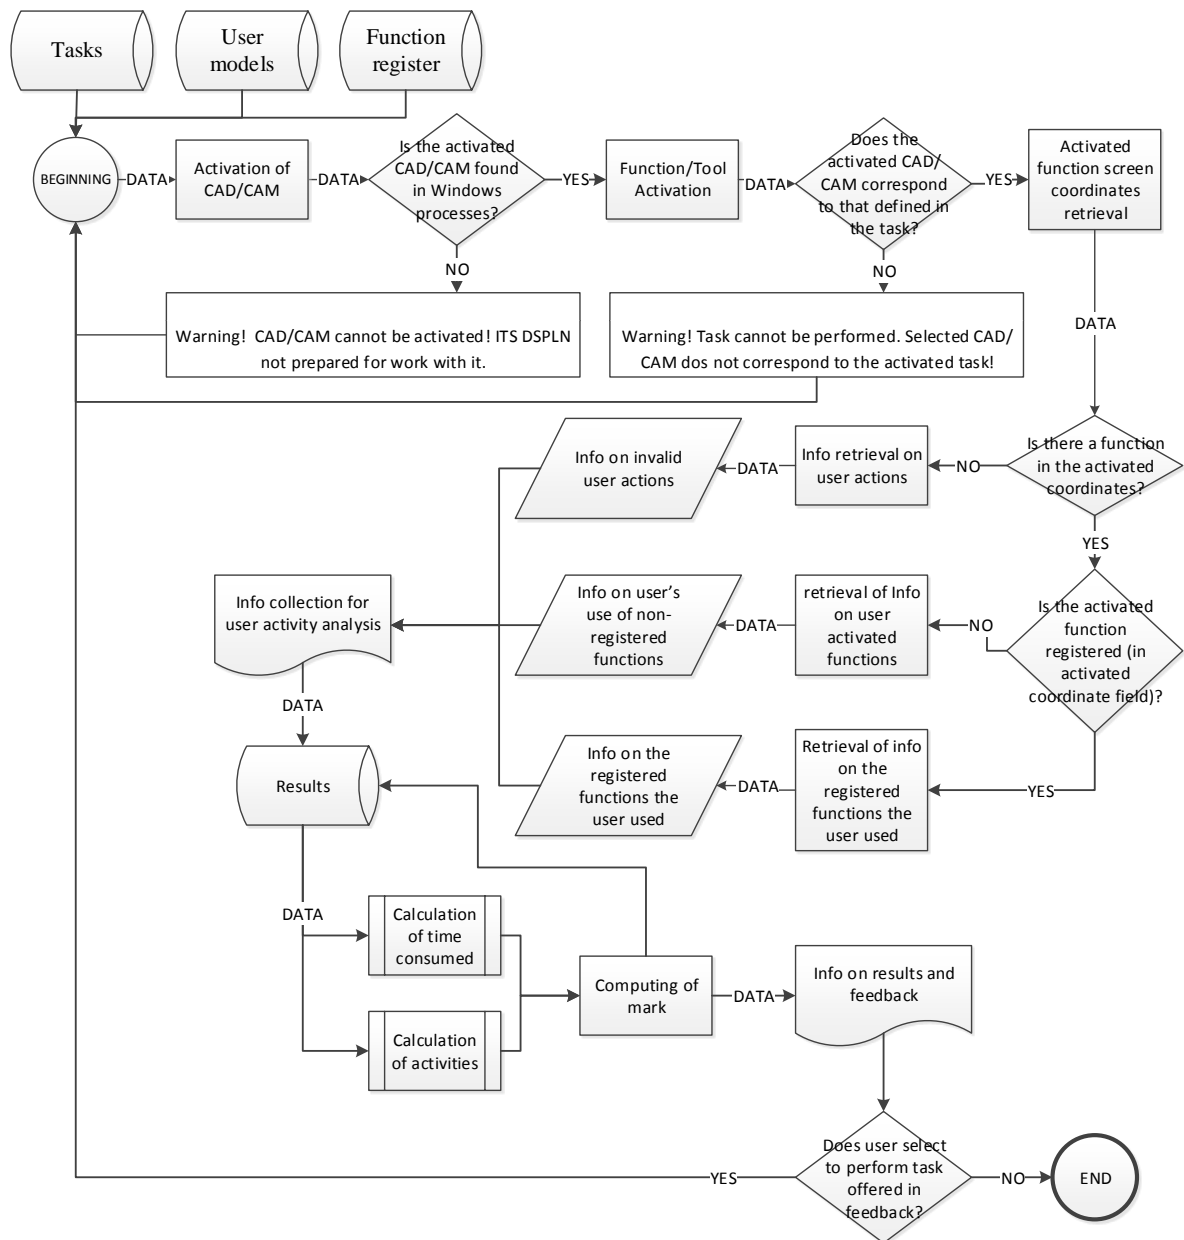 Tasks
User
models
Function
register
BEGINNING
DATA
Activation of
CAD/CAM
DATA
Is the activated
CAD/CAM found
in Windows
processes?
YES
Function/Tool
Activation
DATA
Does the
activated CAD/
CAM correspond
to that defined in
the task?
YES
Activated
function screen
coordinates
retrieval
NO
NO
Warning!  CAD/CAM cannot be activated! ITS DSPLN
not prepared for work with it.
Warning! Task cannot be performed. Selected CAD/
CAM dos not correspond to the activated task!
DATA
Info on invalid
user actions
DATA
Info retrieval on
user actions
NO
Is there a function
in the activated
coordinates?
YES
Info collection for
user activity analysis
Info on user’s
use of non-
registered
functions
DATA
retrieval of Info
on user
activated
functions
NO
Is the activated
function
registered (in
activated
coordinate field)?
DATA
Results
Info on the
registered
functions the
user used
DATA
Retrieval of info
on the
registered
functions the
user used
YES
DATA
Calculation
of time
consumed
Calculation
of activities
Computing of
mark
DATA
Info on results and
feedback
YES
Does user select
to perform task
offered in
feedback?
NO
END